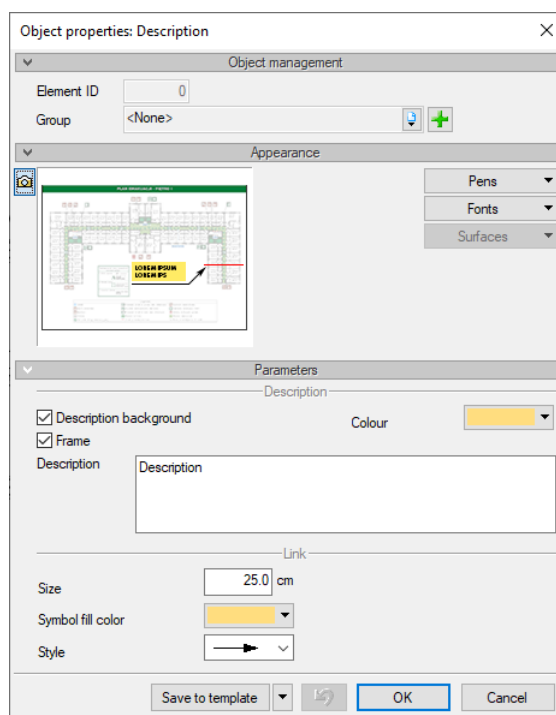 Object properties: Description
Object management
Element ID 0
Group <None>
Appearance
LOREM IPSUM
LOREM IPS
Pens
Fonts
Surfaces
Parameters
Description
Description background
Colour
Frame
Description
Description
Link
Size 25.0 cm
Symbol fill color
Style
Save to template
OK
Cancel